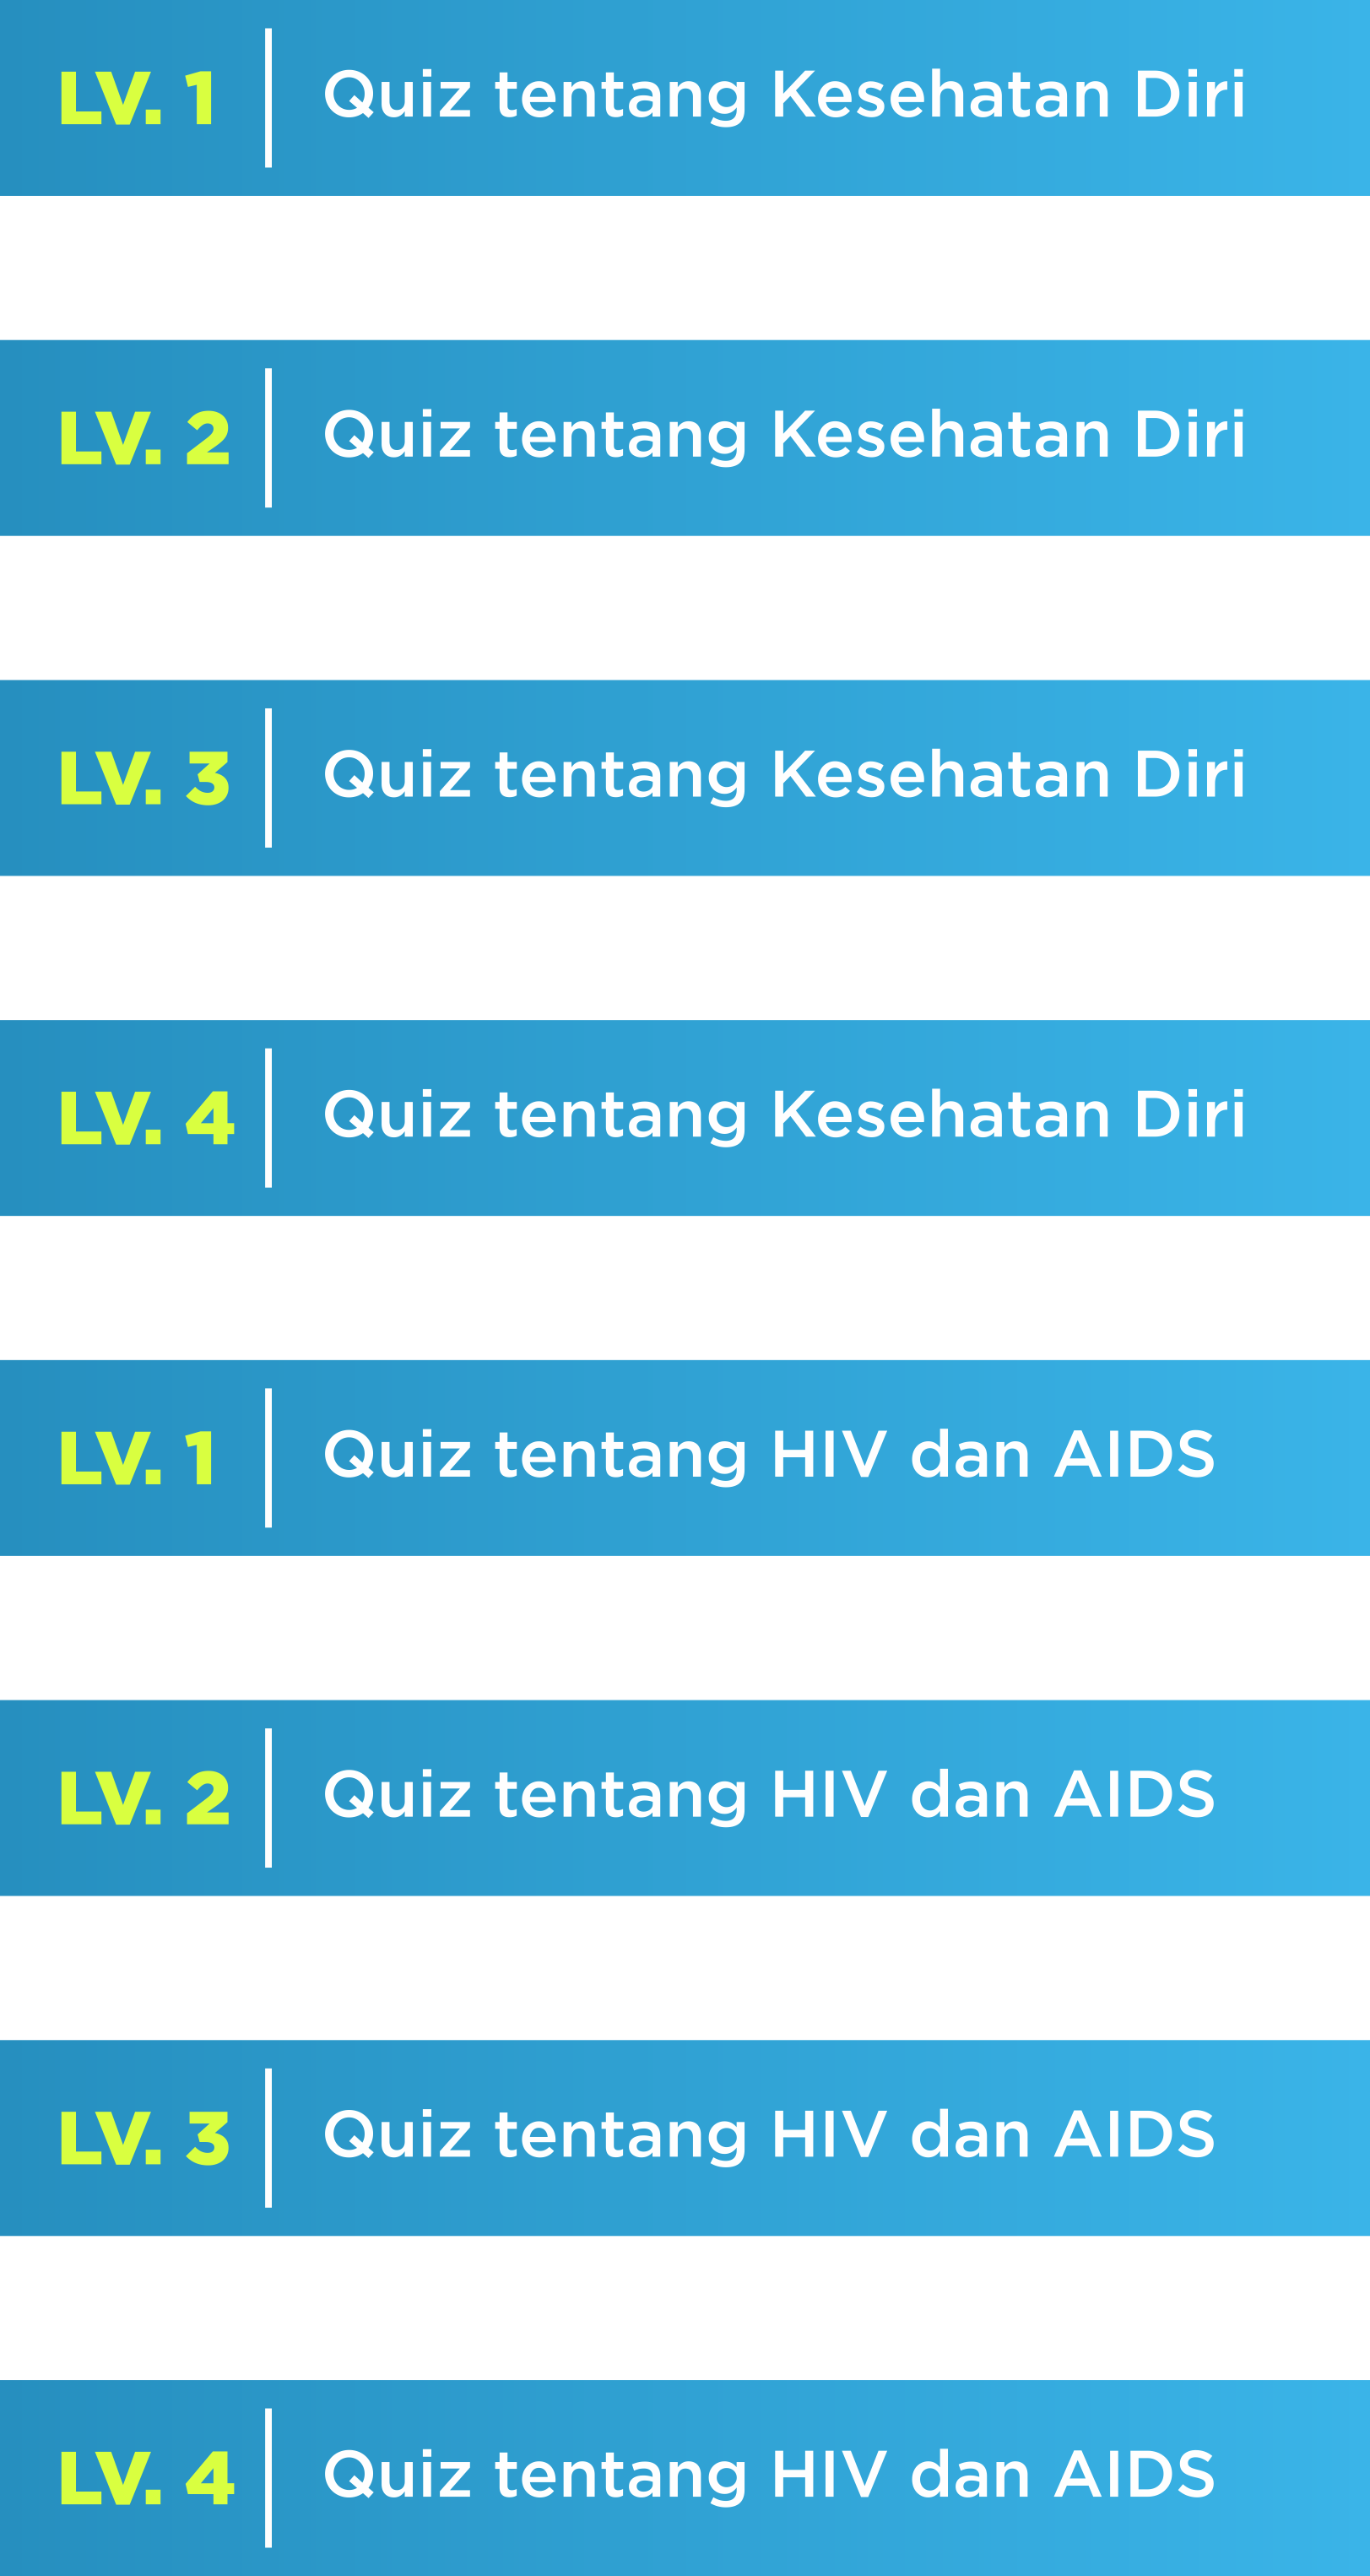 LV. 1 Quiz tentang Kesehatan Diri
LV. 2 Quiz tentang Kesehatan Diri
LV. 3 Quiz tentang Kesehatan Diri
LV. 4 Quiz tentang Kesehatan Diri
LV. 1 Quiz tentang HIV dan AIDS
LV. 2 Quiz tentang HIV dan AIDS
LV. 3 Quiz tentang HIV dan AIDS
LV. 4 Quiz tentang HIV dan AIDS